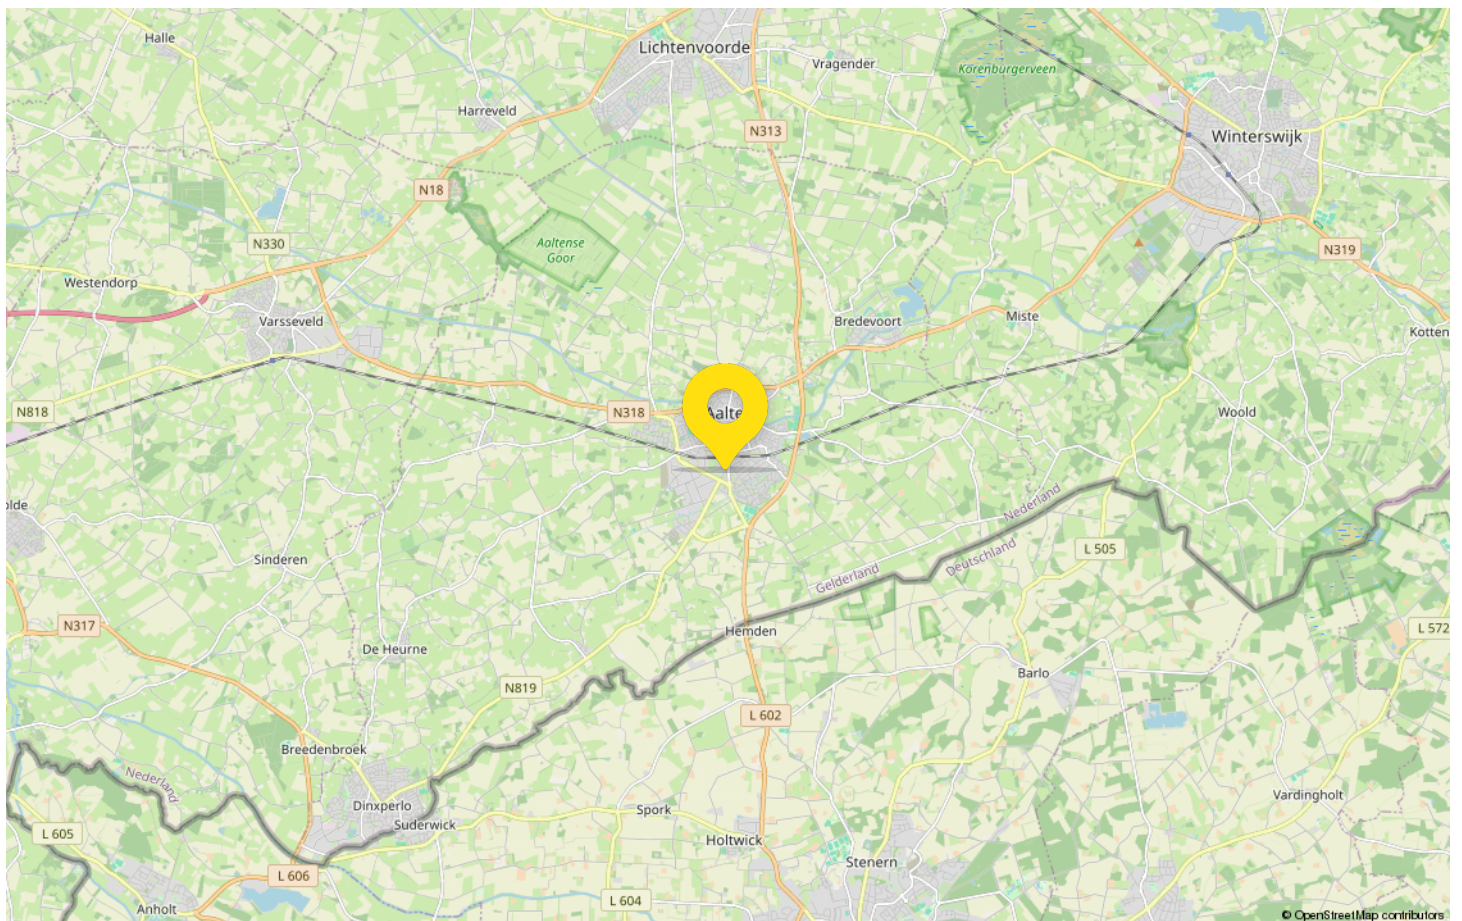 Halle
Lichtenvoorde
Vragender
Korenburgerveen
Harreveld
N313
Winterswijk
N18
N330
Aaltense
Goor
N319
Westendorp
Varsseveld
Bredevoort
Miste
Kotten
N818
N318
Aalte
Woold
Nederland
Sinderen
Deutschland
L 505
Gelderland
N317
Hemden
L 572
De Heurne
Barlo
N819
L 602
Breedenbroek
Nederland
Dinxperlo
Suderwick
Spork
Vardingholt
L 605
Holtwick
Stenern
L 606
L 604
Anholt
© OpenStreetMap contributors